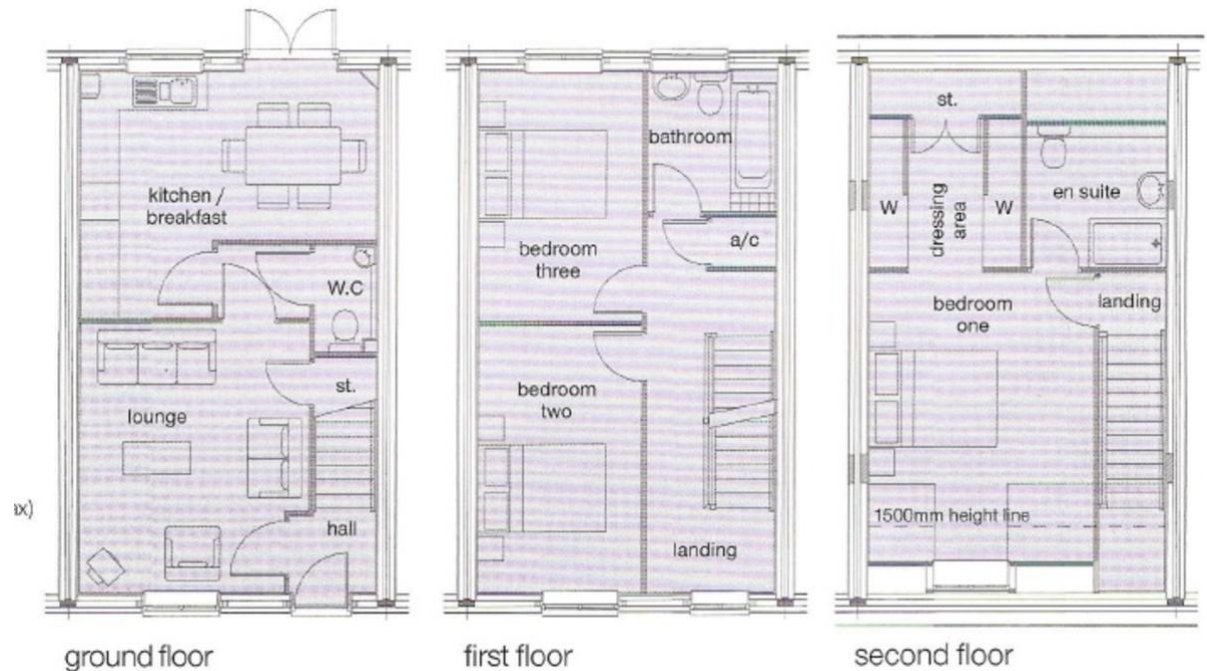 kitchen /
breakfast
W.C
st.
lounge
hall
ax)
ground floor
bathroom
a/c
bedroom
three
bedroom
two
landing
first floor
st.
W
dressing
area
W
en suite
bedroom
one
landing
1500mm height line
second floor